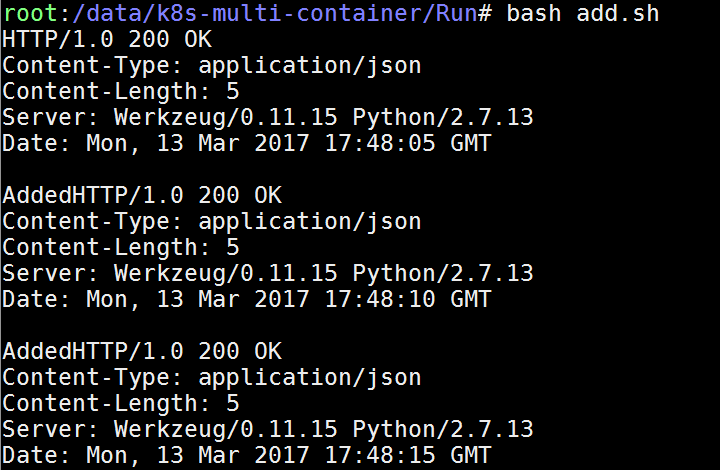 root:/data/k8s-multi-container/Run# bash add.sh
HTTP/1.0 200 OK
Content-Type: application/json
Content-Length: 5
Server: Werkzeug/0.11.15 Python/2.7.13
Date: Mon, 13 Mar 2017 17:48:05 GMT
AddedHTTP/1.0 200 OK
Content-Type: application/json
Content-Length: 5
Server: Werkzeug/0.11.15 Python/2.7.13
Date: Mon, 13 Mar 2017 17:48:10 GMT
AddedHTTP/1.0 200 OK
Content-Type: application/json
Content-Length: 5
Server: Werkzeug/0.11.15 Python/2.7.13
Date: Mon, 13 Mar 2017 17:48:15 GMT